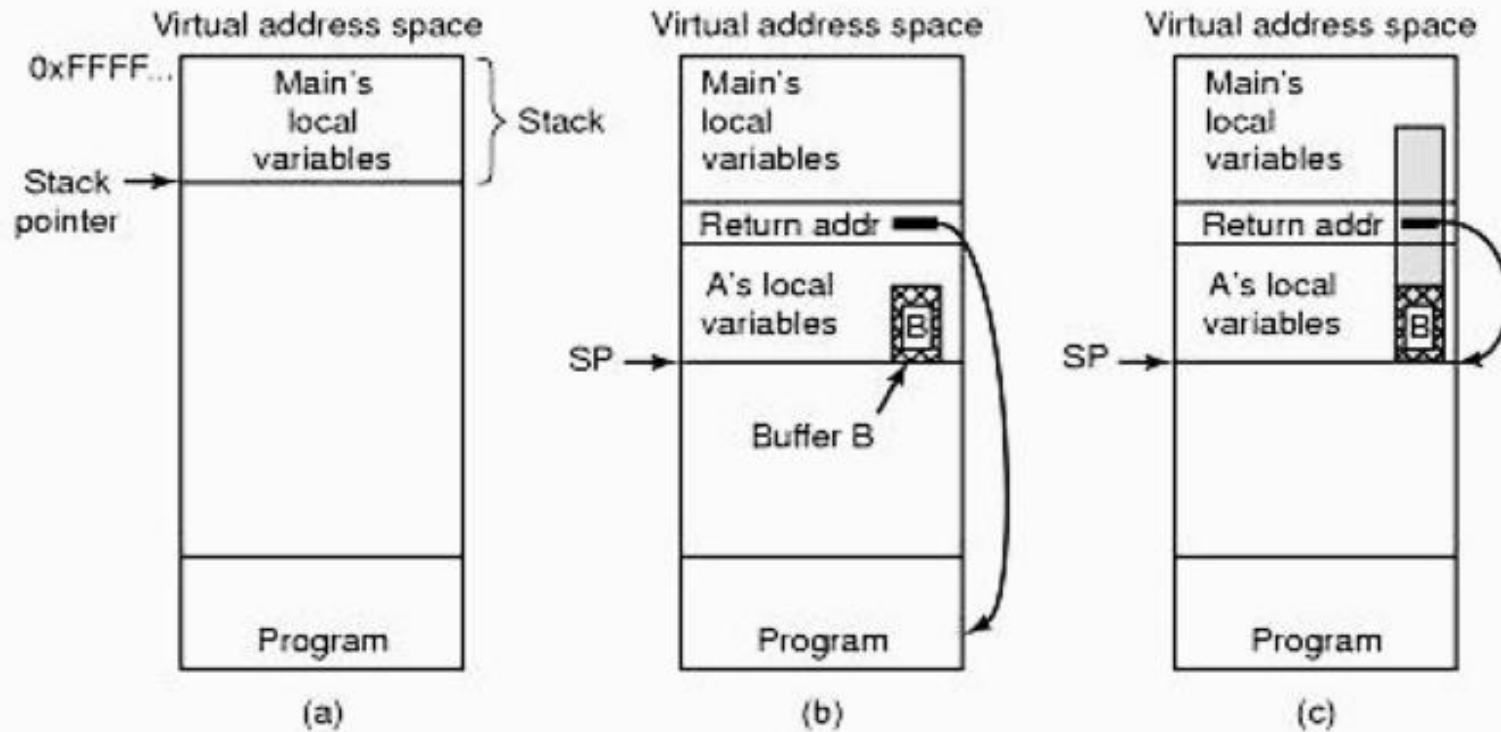 Virtual address space
0xFFFF...
Main's
local
variables
Stack
Stack
pointer
Program
(a)
Virtual address space
Main's
local
variables
Return addr
A's local
variables
B
SP
Buffer B
Program
(b)
Virtual address space
Main's
local
variables
Return addr
A's local
variables
B
SP
Program
(c)